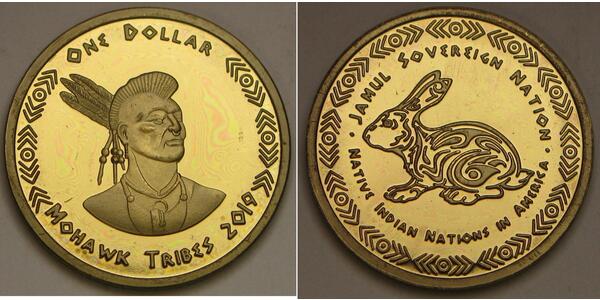 ONE DOLLAR
MOHAWK TRIBES 2019
· JAMUL SOVEREIGN NATION ·
NATIVE INDIAN NATIONS IN AMERICA